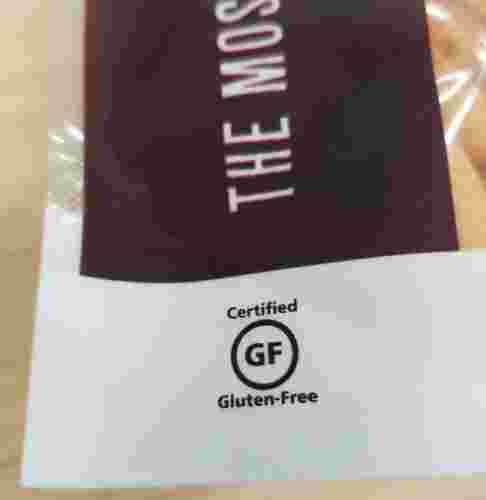 THE MOS
Certified
GF
Gluten-Free